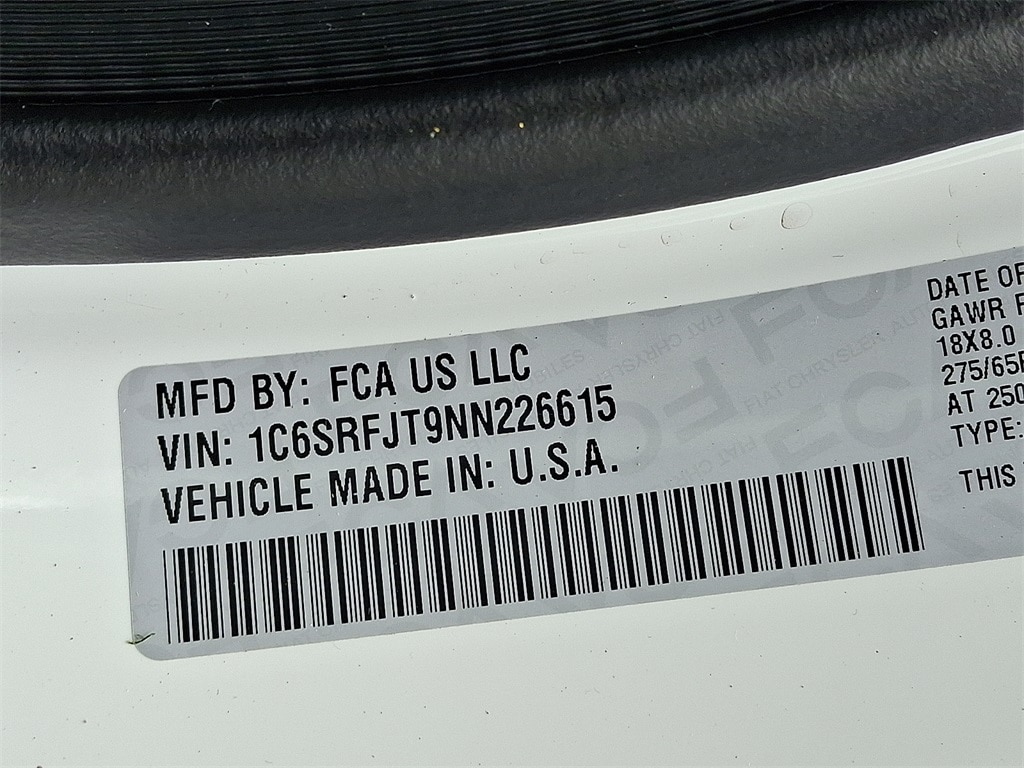 MFD BY: FCA US LLC
VIN: 1C6SRFJT9NN226615
VEHICLE MADE IN: U.S.A.
DATE OF
GAWR F
18X8.0
275/65R
AT 250
TYPE:
THIS